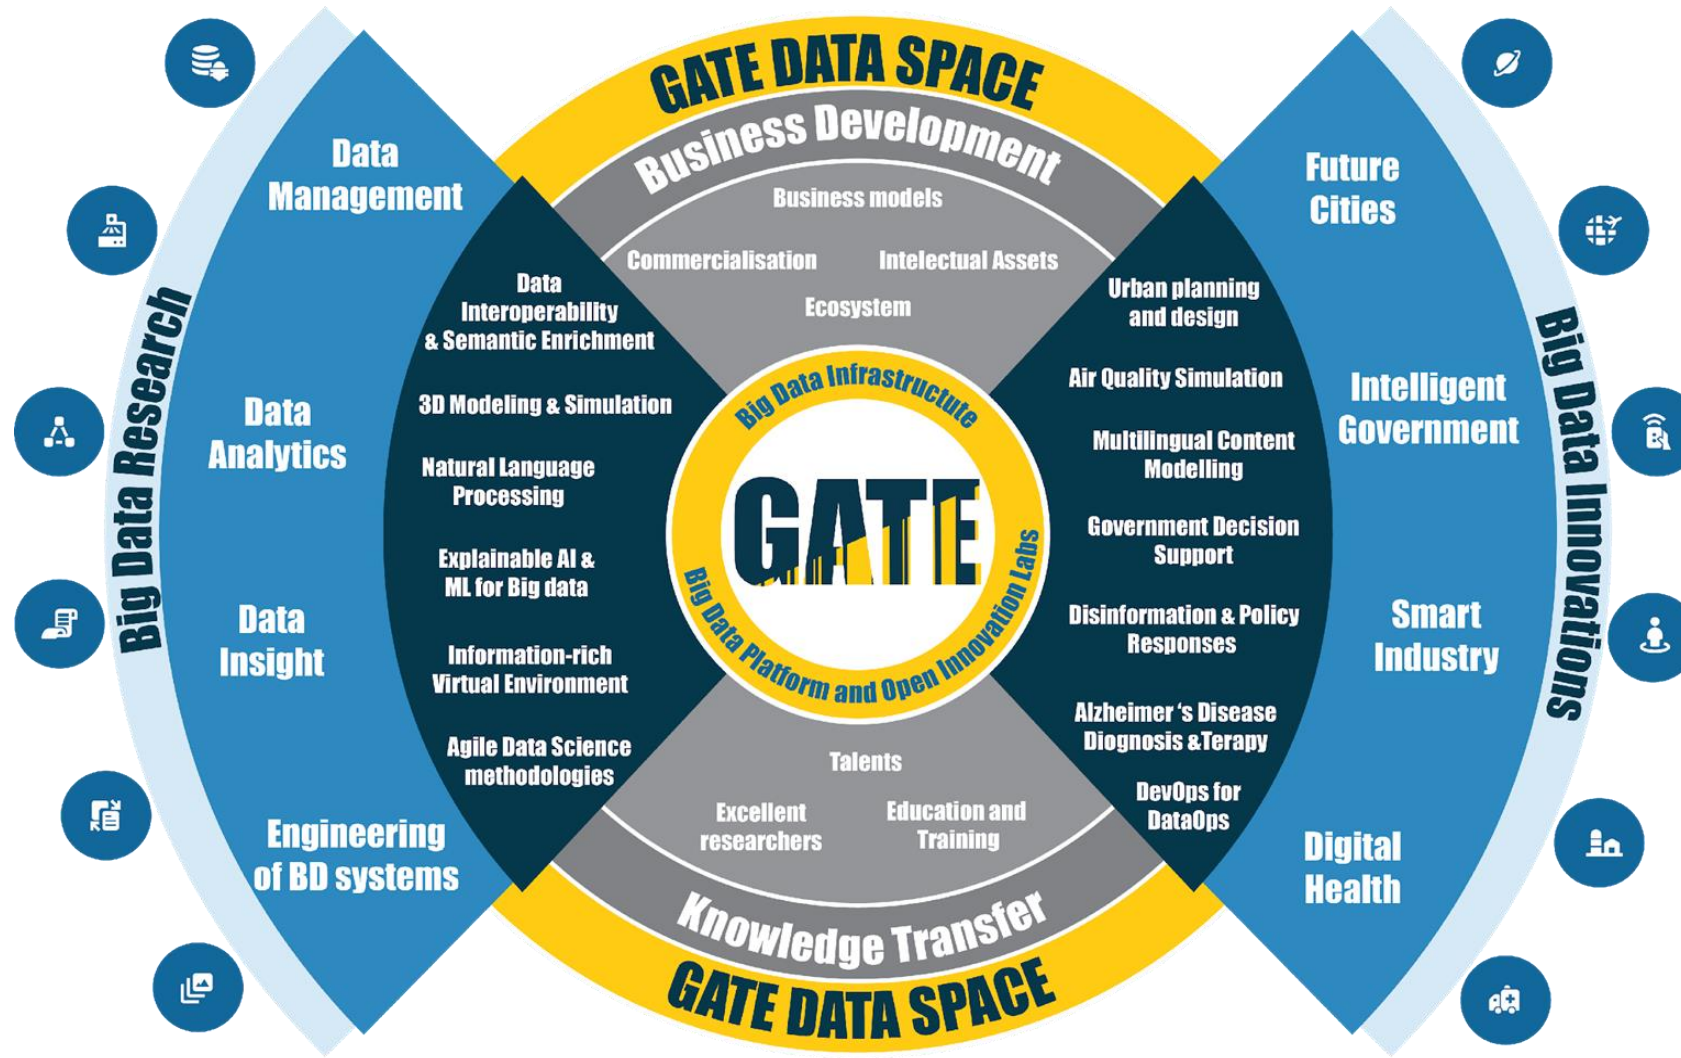 GATE DATA SPACE
Business Development
Business models
Commercialisation
Intelectual Assets
Ecosystem
Big Data Research
Data
Management
Data
Analytics
Data
Insight
Engineering
of BD systems
Data
Interoperability
& Semantic Enrichment
3D Modeling & Simulation
Natural Language
Processing
Explainable AI &
ML for Big data
Information-rich
Virtual Environment
Agile Data Science
methodologies
Big Data Infrastructute
GATE
Big Data Platform and Open Innovation Labs
Urban planning
and design
Air Quality Simulation
Multilingual Content
Modelling
Government Decision
Support
Disinformation & Policy
Responses
Alzheimer ‘s Disease
Diognosis &Terapy
DevOps for
DataOps
Future
Cities
Intelligent
Government
Smart
Industry
Digital
Health
Big Data Innovations
Talents
Excellent
researchers
Education and
Training
Knowledge Transfer
GATE DATA SPACE